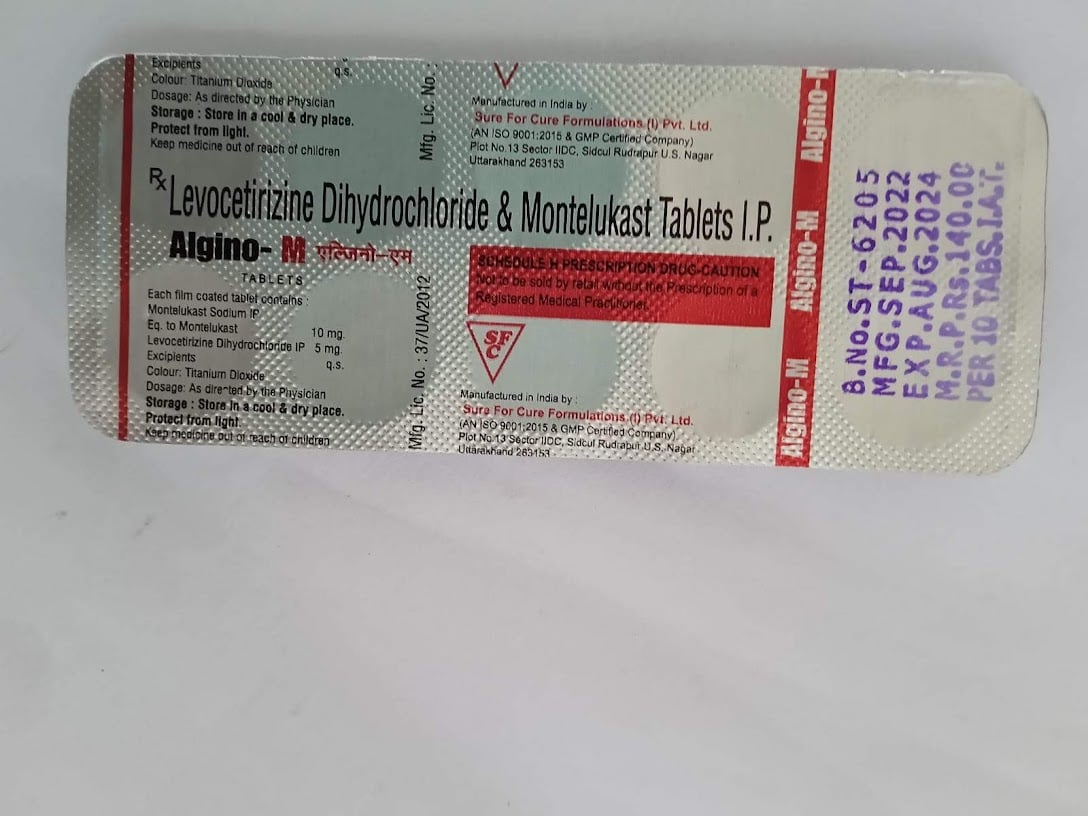 Excipients q.s.
Colour: Titanium Dioxide
Dosage: As directed by the Physician
Storage : Store in a cool & dry place.
Protect from light.
Keep medicine out of reach of children
Mfg. Lic. No. :
Manufactured in India by :
Sure For Cure Formulations (I) Pvt. Ltd.
(AN ISO 9001:2015 & GMP Certified Company)
Plot No.13 Sector IIDC, Sidcul Rudrapur U.S. Nagar
Uttarakhand 263153
Rx Levocetirizine Dihydrochloride & Montelukast Tablets I.P.
Algino-M एल्जिनो-एम
TABLETS
SCHEDULE H PRESCRIPTION DRUG-CAUTION
Not to be sold by retail without the Prescription of a
Registered Medical Practitioner.
Each film coated tablet contains :
Montelukast Sodium IP
Eq. to Montelukast 10 mg.
Levocetirizine Dihydrochloride IP 5 mg.
Excipients q.s.
Colour: Titanium Dioxide
Dosage: As directed by the Physician
Storage : Store in a cool & dry place.
Protect from light.
Keep medicine out of reach of children
Mfg. Lic. No. : 37/UA/2012
SF
C
Manufactured in India by :
Sure For Cure Formulations (I) Pvt. Ltd.
(AN ISO 9001:2015 & GMP Certified Company)
Plot No.13 Sector IIDC, Sidcul Rudrapur U.S. Nagar
Uttarakhand 263153
Algino-M
Algino-M
Algino-M
B.No.ST-6205
MFG.SEP.2022
EXP.AUG.2024
M.R.P.Rs.140.00
PER 10 TABS.I.A.T.